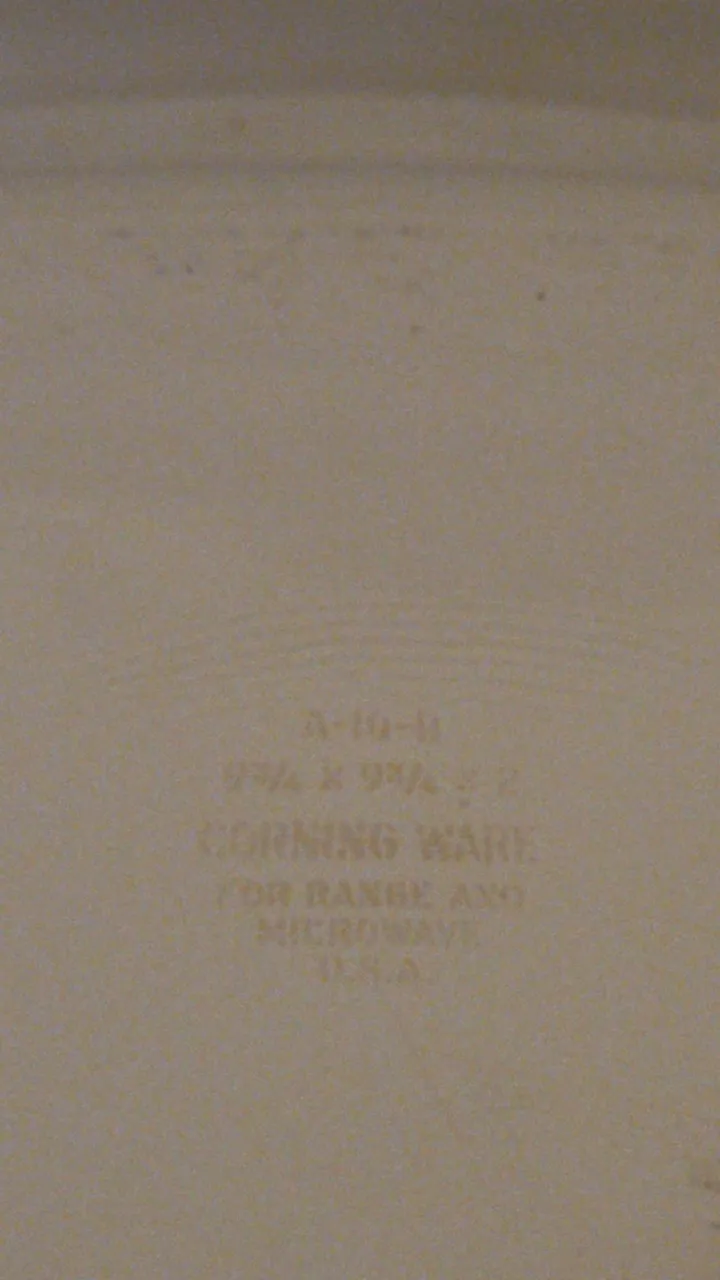 A-10-B
9¾ x 9¾ x 2
CORNING WARE
FOR RANGE AND
MICROWAVE
U.S.A.